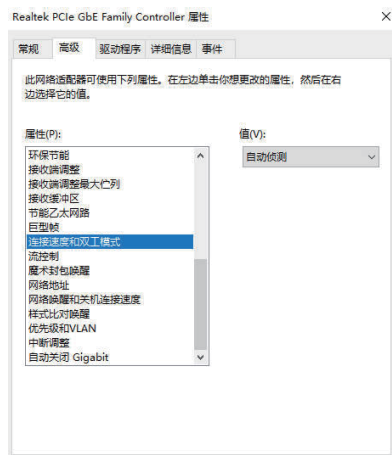 Realtek PCIe GbE Family Controller 属性
常规 高级 驱动程序 详细信息 事件
此网络适配器可使用下列属性。在左边单击你想更改的属性，然后在右
边选择它的值。
属性(P):
值(V):
环保节能
自动侦测
接收端调整
接收端调整最大伫列
接收缓冲区
节能乙太网路
巨型帧
连接速度和双工模式
流控制
魔术封包唤醒
网络地址
网络唤醒和关机连接速度
样式比对唤醒
优先级和VLAN
中断调整
自动关闭 Gigabit